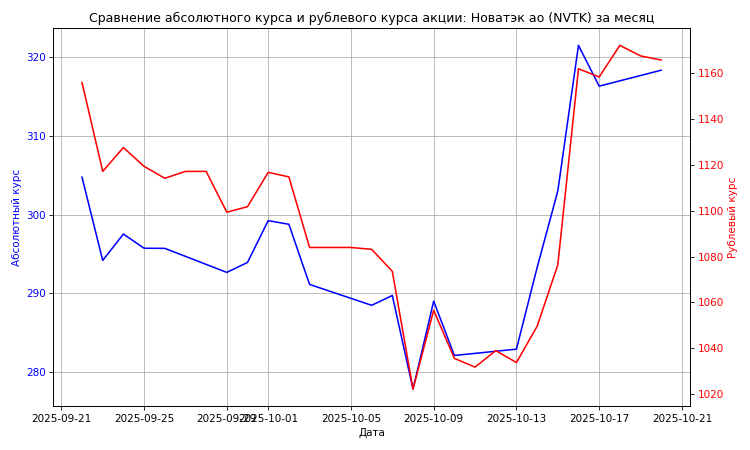 Сравнение абсолютного курса и рублевого курса акции: Новатэк ао (NVTK) за месяц
320
310
300
290
280
Абсолютный курс
1160
1140
1120
1100
1080
1060
1040
1020
Рублевый курс
2025-09-21 2025-09-25 2025-09-29 2025-10-01 2025-10-05 2025-10-09 2025-10-13 2025-10-17 2025-10-21
Дата